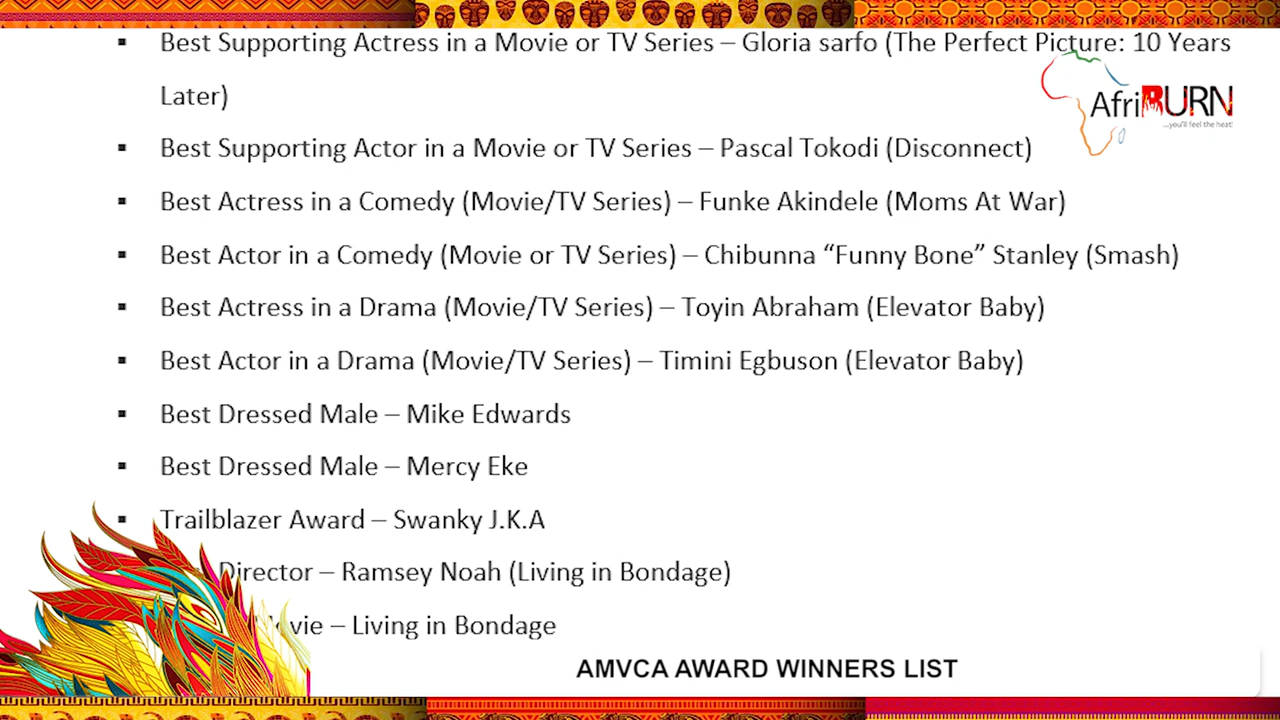 ▪ Best Supporting Actress in a Movie or TV Series – Gloria sarfo (The Perfect Picture: 10 Years
Later)
AfriBURN
...you'll feel the heat!
▪ Best Supporting Actor in a Movie or TV Series – Pascal Tokodi (Disconnect)
▪ Best Actress in a Comedy (Movie/TV Series) – Funke Akindele (Moms At War)
▪ Best Actor in a Comedy (Movie or TV Series) – Chibunna “Funny Bone” Stanley (Smash)
▪ Best Actress in a Drama (Movie/TV Series) – Toyin Abraham (Elevator Baby)
▪ Best Actor in a Drama (Movie/TV Series) – Timini Egbuson (Elevator Baby)
▪ Best Dressed Male – Mike Edwards
▪ Best Dressed Male – Mercy Eke
▪ Trailblazer Award – Swanky J.K.A
Director – Ramsey Noah (Living in Bondage)
– Living in Bondage
AMVCA AWARD WINNERS LIST